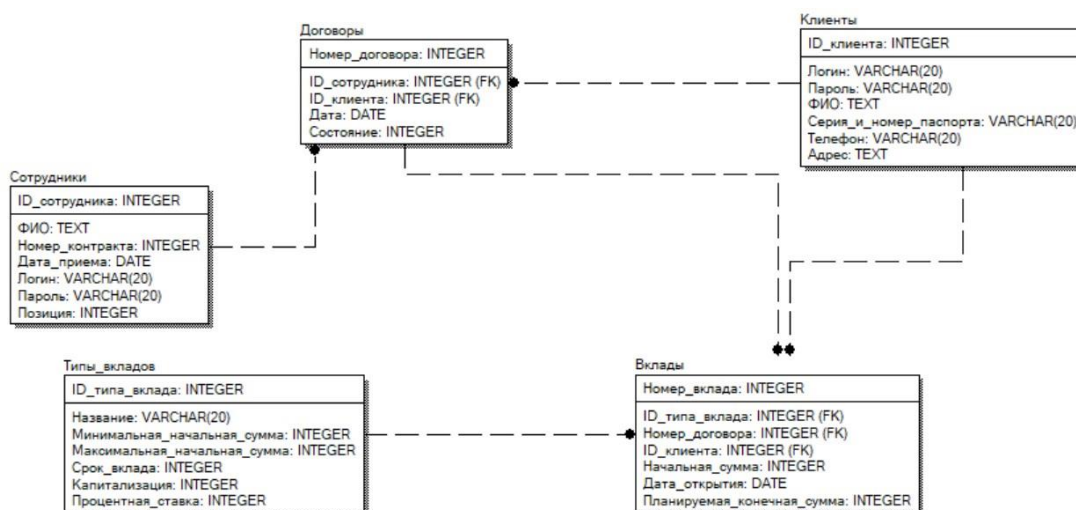 Договоры
Номер_договора: INTEGER
ID_сотрудника: INTEGER (FK)
ID_клиента: INTEGER (FK)
Дата: DATE
Состояние: INTEGER
Клиенты
ID_клиента: INTEGER
Логин: VARCHAR(20)
Пароль: VARCHAR(20)
ФИО: TEXT
Серия_и_номер_паспорта: VARCHAR(20)
Телефон: VARCHAR(20)
Адрес: TEXT
Сотрудники
ID_сотрудника: INTEGER
ФИО: TEXT
Номер_контракта: INTEGER
Дата_приема: DATE
Логин: VARCHAR(20)
Пароль: VARCHAR(20)
Позиция: INTEGER
Типы_вкладов
ID_типа_вклада: INTEGER
Название: VARCHAR(20)
Минимальная_начальная_сумма: INTEGER
Максимальная_начальная_сумма: INTEGER
Срок_вклада: INTEGER
Капитализация: INTEGER
Процентная_ставка: INTEGER
Вклады
Номер_вклада: INTEGER
ID_типа_вклада: INTEGER (FK)
Номер_договора: INTEGER (FK)
ID_клиента: INTEGER (FK)
Начальная_сумма: INTEGER
Дата_открытия: DATE
Планируемая_конечная_сумма: INTEGER